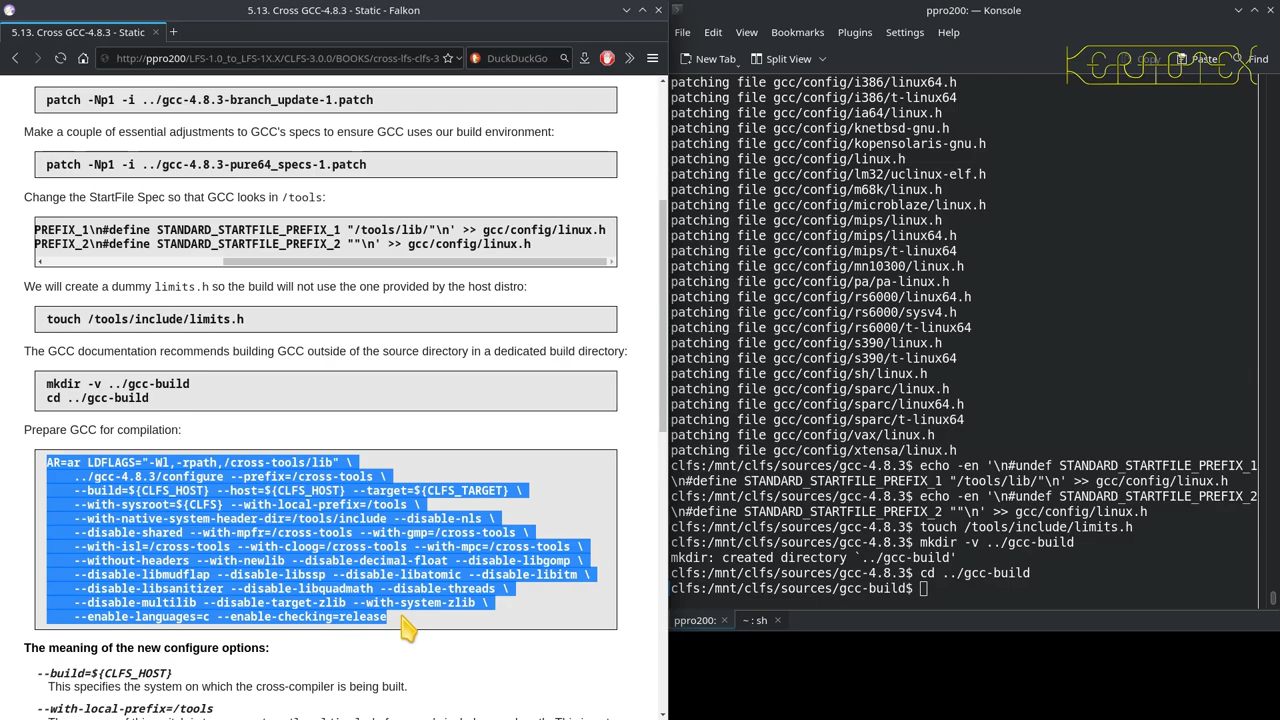 5.13. Cross GCC-4.8.3 - Static - Falkon
5.13. Cross GCC-4.8.3 - Static
http://ppro200/LFS-1.0_to_LFS-1X.X/CLFS-3.0.0/BOOKS/cross-lfs-clfs-3
DuckDuckGo
patch -Np1 -i ../gcc-4.8.3-branch_update-1.patch
Make a couple of essential adjustments to GCC's specs to ensure GCC uses our build environment:
patch -Np1 -i ../gcc-4.8.3-pure64_specs-1.patch
Change the StartFile Spec so that GCC looks in /tools:
PREFIX_1\n#define STANDARD_STARTFILE_PREFIX_1 "/tools/lib/"\n' >> gcc/config/linux.h
PREFIX_2\n#define STANDARD_STARTFILE_PREFIX_2 ""\n' >> gcc/config/linux.h
We will create a dummy limits.h so the build will not use the one provided by the host distro:
touch /tools/include/limits.h
The GCC documentation recommends building GCC outside of the source directory in a dedicated build directory:
mkdir -v ../gcc-build
cd ../gcc-build
Prepare GCC for compilation:
AR=ar LDFLAGS="-Wl,-rpath,/cross-tools/lib" \
../gcc-4.8.3/configure --prefix=/cross-tools \
--build=${CLFS_HOST} --host=${CLFS_HOST} --target=${CLFS_TARGET} \
--with-sysroot=${CLFS} --with-local-prefix=/tools \
--with-native-system-header-dir=/tools/include --disable-nls \
--disable-shared --with-mpfr=/cross-tools --with-gmp=/cross-tools \
--with-isl=/cross-tools --with-cloog=/cross-tools --with-mpc=/cross-tools \
--without-headers --with-newlib --disable-decimal-float --disable-libgomp \
--disable-libmudflap --disable-libssp --disable-libatomic --disable-libitm \
--disable-libsanitizer --disable-libquadmath --disable-threads \
--disable-multilib --disable-target-zlib --with-system-zlib \
--enable-languages=c --enable-checking=release
The meaning of the new configure options:
--build=${CLFS_HOST}
This specifies the system on which the cross-compiler is being built.
--with-local-prefix=/tools
ppro200: — Konsole
File Edit View Bookmarks Plugins Settings Help
New Tab Split View Copy Paste Find
patching file gcc/config/i386/linux64.h
patching file gcc/config/i386/t-linux64
patching file gcc/config/ia64/linux.h
patching file gcc/config/knetbsd-gnu.h
patching file gcc/config/kopensolaris-gnu.h
patching file gcc/config/linux.h
patching file gcc/config/lm32/uclinux-elf.h
patching file gcc/config/m68k/linux.h
patching file gcc/config/microblaze/linux.h
patching file gcc/config/mips/linux.h
patching file gcc/config/mips/linux64.h
patching file gcc/config/mips/t-linux64
patching file gcc/config/mn10300/linux.h
patching file gcc/config/pa/pa-linux.h
patching file gcc/config/rs6000/linux64.h
patching file gcc/config/rs6000/sysv4.h
patching file gcc/config/rs6000/t-linux64
patching file gcc/config/s390/linux.h
patching file gcc/config/s390/t-linux64
patching file gcc/config/sh/linux.h
patching file gcc/config/sparc/linux.h
patching file gcc/config/sparc/linux64.h
patching file gcc/config/sparc/t-linux64
patching file gcc/config/vax/linux.h
patching file gcc/config/xtensa/linux.h
clfs:/mnt/clfs/sources/gcc-4.8.3$ echo -en '\n#undef STANDARD_STARTFILE_PREFIX_1
\n#define STANDARD_STARTFILE_PREFIX_1 "/tools/lib/"\n' >> gcc/config/linux.h
clfs:/mnt/clfs/sources/gcc-4.8.3$ echo -en '\n#undef STANDARD_STARTFILE_PREFIX_2
\n#define STANDARD_STARTFILE_PREFIX_2 ""\n' >> gcc/config/linux.h
clfs:/mnt/clfs/sources/gcc-4.8.3$ touch /tools/include/limits.h
clfs:/mnt/clfs/sources/gcc-4.8.3$ mkdir -v ../gcc-build
mkdir: created directory `../gcc-build'
clfs:/mnt/clfs/sources/gcc-4.8.3$ cd ../gcc-build
clfs:/mnt/clfs/sources/gcc-build$
ppro200: ~ : sh